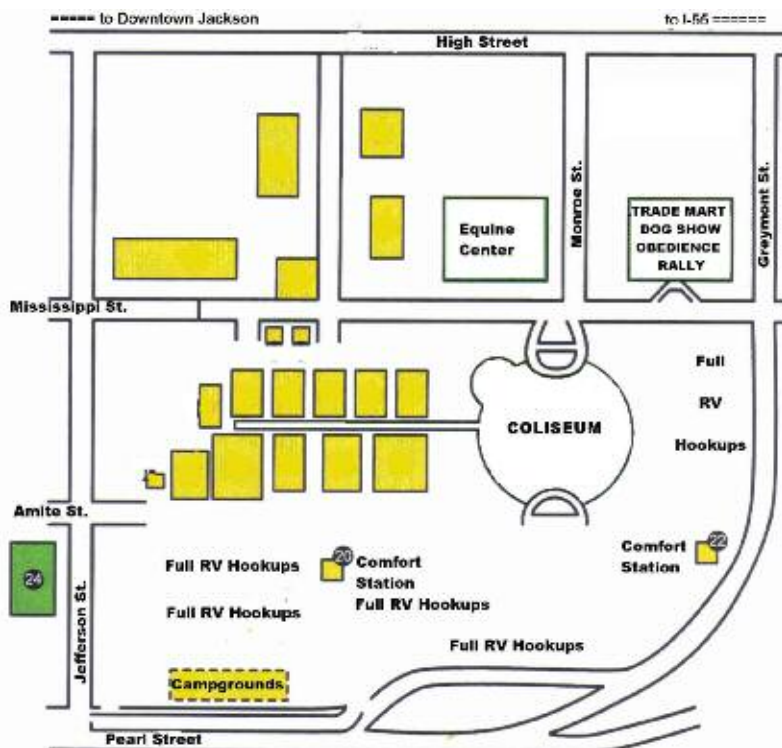 ===== to Downtown Jackson
to I-55 ======
High Street
Monroe St.
Greymont St.
Equine
Center
TRADE MART
DOG SHOW
OBEDIENCE
RALLY
Mississippi St.
Full
RV
Hookups
COLISEUM
Amite St.
24
Jefferson St.
Full RV Hookups
20
Comfort
Station
Full RV Hookups
22
Comfort
Station
Full RV Hookups
Full RV Hookups
Campgrounds
Pearl Street